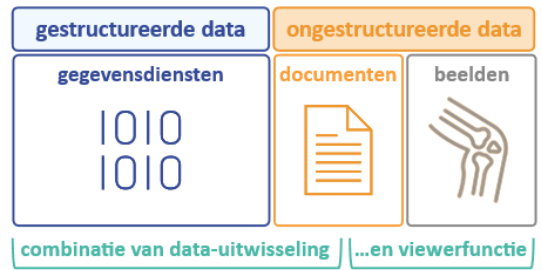 gestructureerde data
ongestructureerde data
gegevensdiensten
documenten
beelden
1010
1010
combinatie van data-uitwisseling
...en viewerfunctie